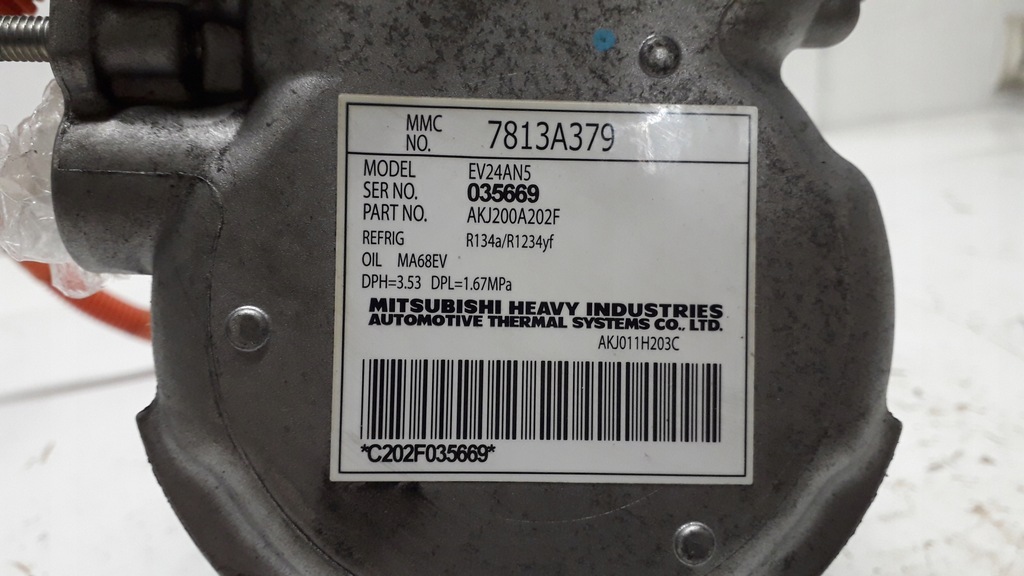 MMC NO. 7813A379
MODEL EV24AN5
SER NO. 035669
PART NO. AKJ200A202F
REFRIG R134a/R1234yf
OIL MA68EV
DPH=3.53 DPL=1.67MPa
MITSUBISHI HEAVY INDUSTRIES
AUTOMOTIVE THERMAL SYSTEMS CO., LTD.
AKJ011H203C
*C202F035669*